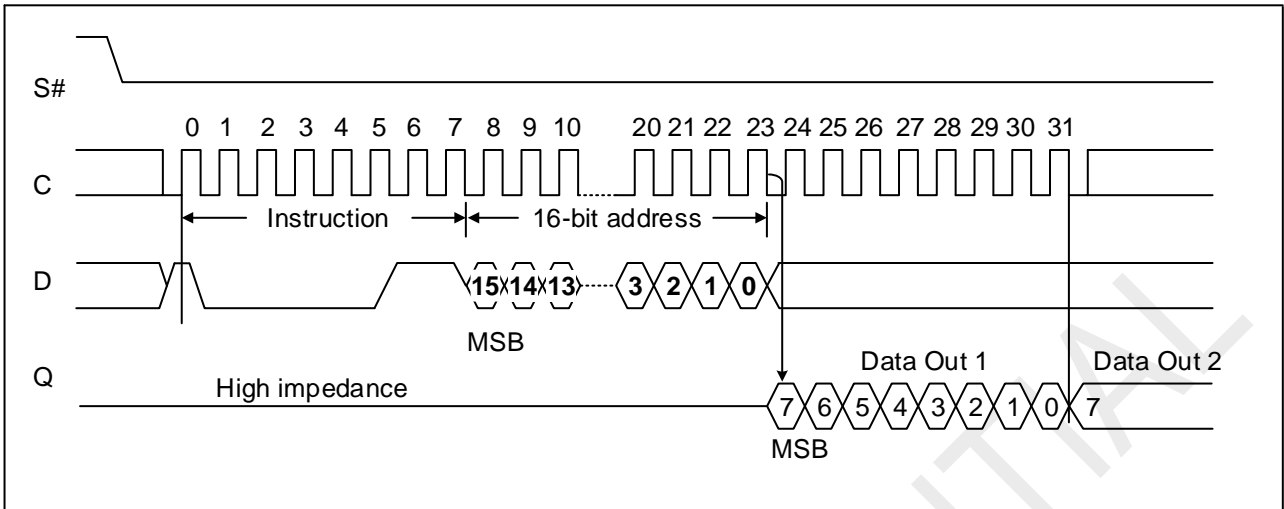 S#
0 1 2 3 4 5 6 7 8 9 10 20 21 22 23 24 25 26 27 28 29 30 31
C
Instruction 16-bit address
D
15 14 13 3 2 1 0
MSB
Data Out 1 Data Out 2
Q
High impedance
7 6 5 4 3 2 1 0 7
MSB